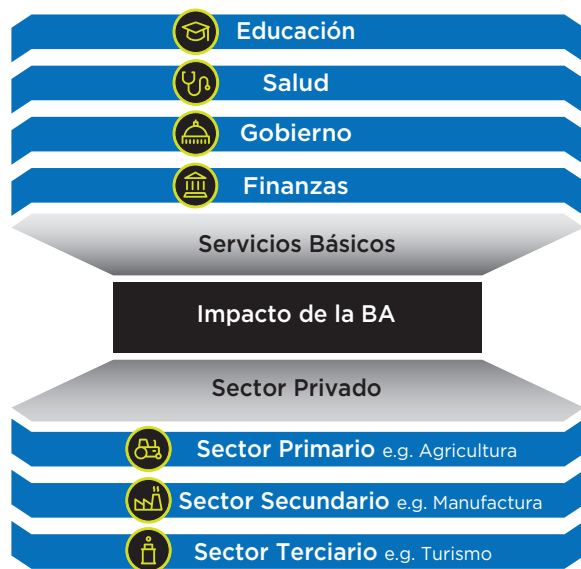 Educación
Salud
Gobierno
Finanzas
Servicios Básicos
Impacto de la BA
Sector Privado
Sector Primario e.g. Agricultura
Sector Secundario e.g. Manufactura
Sector Terciario e.g. Turismo